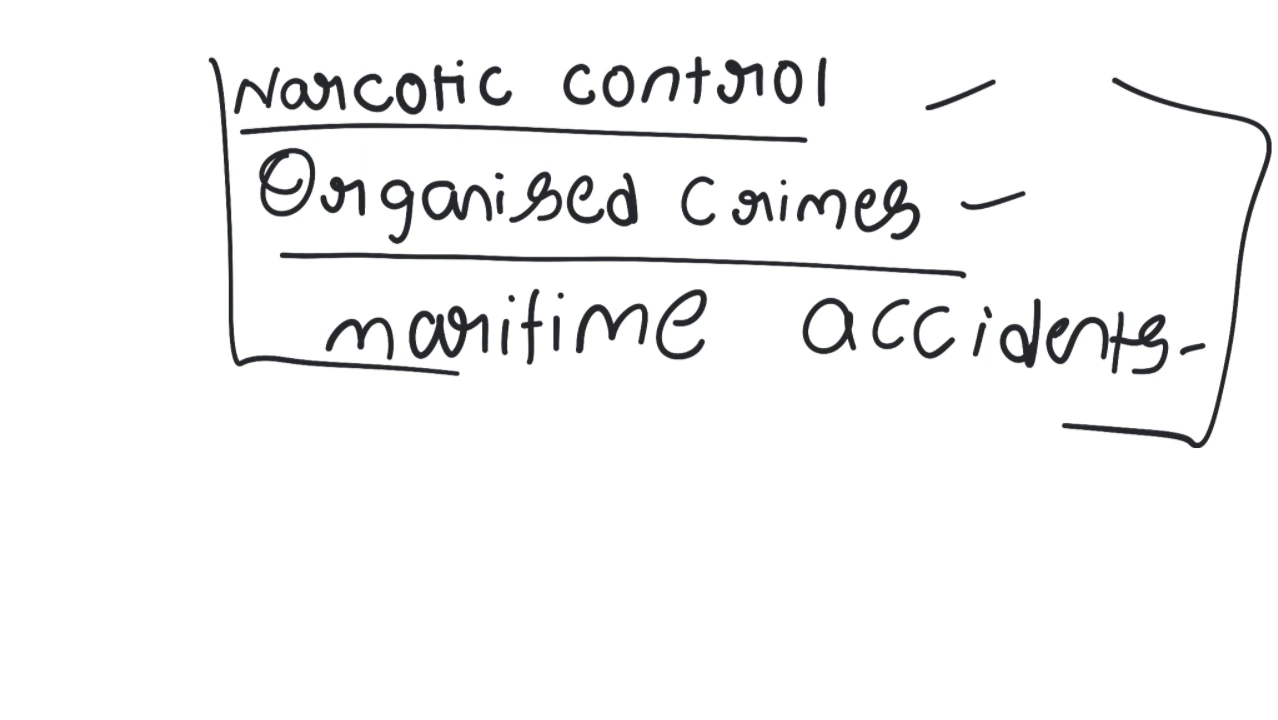 Narcotic control -
Organised Crimes -
maritime accidents-